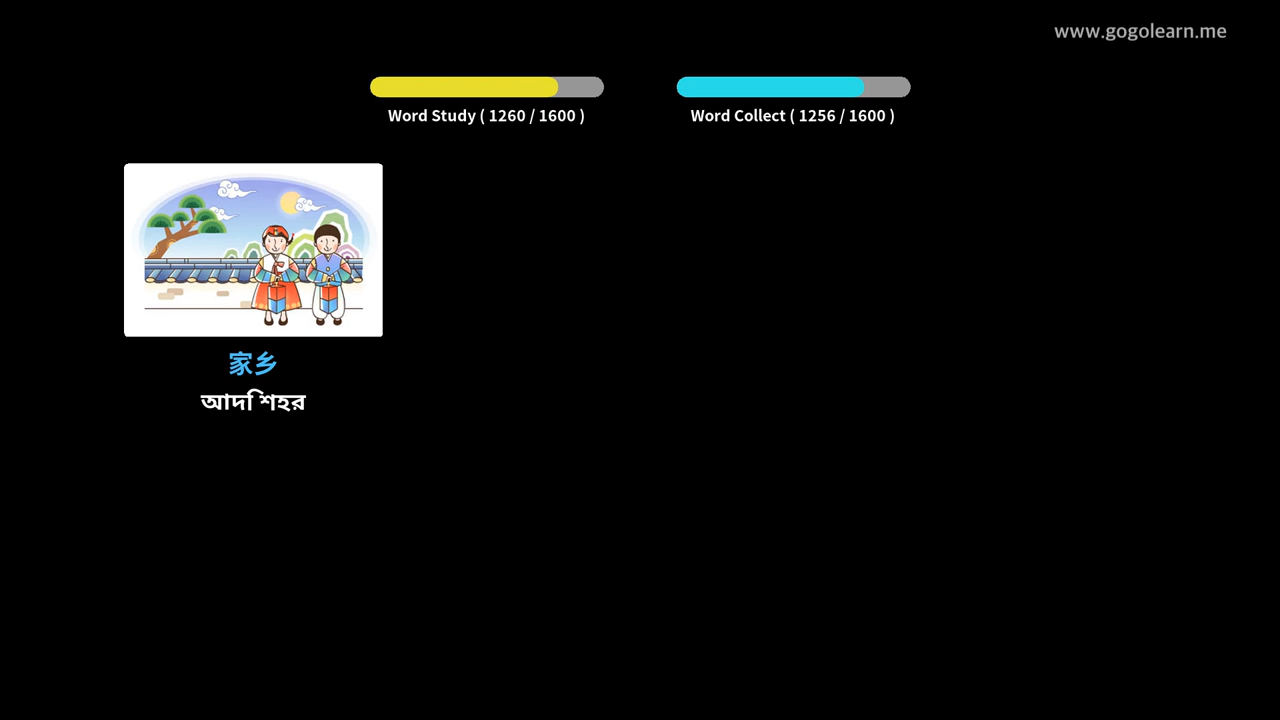 www.gogolearn.me
Word Study ( 1260 / 1600 )
Word Collect ( 1256 / 1600 )
家乡
আদি শহর